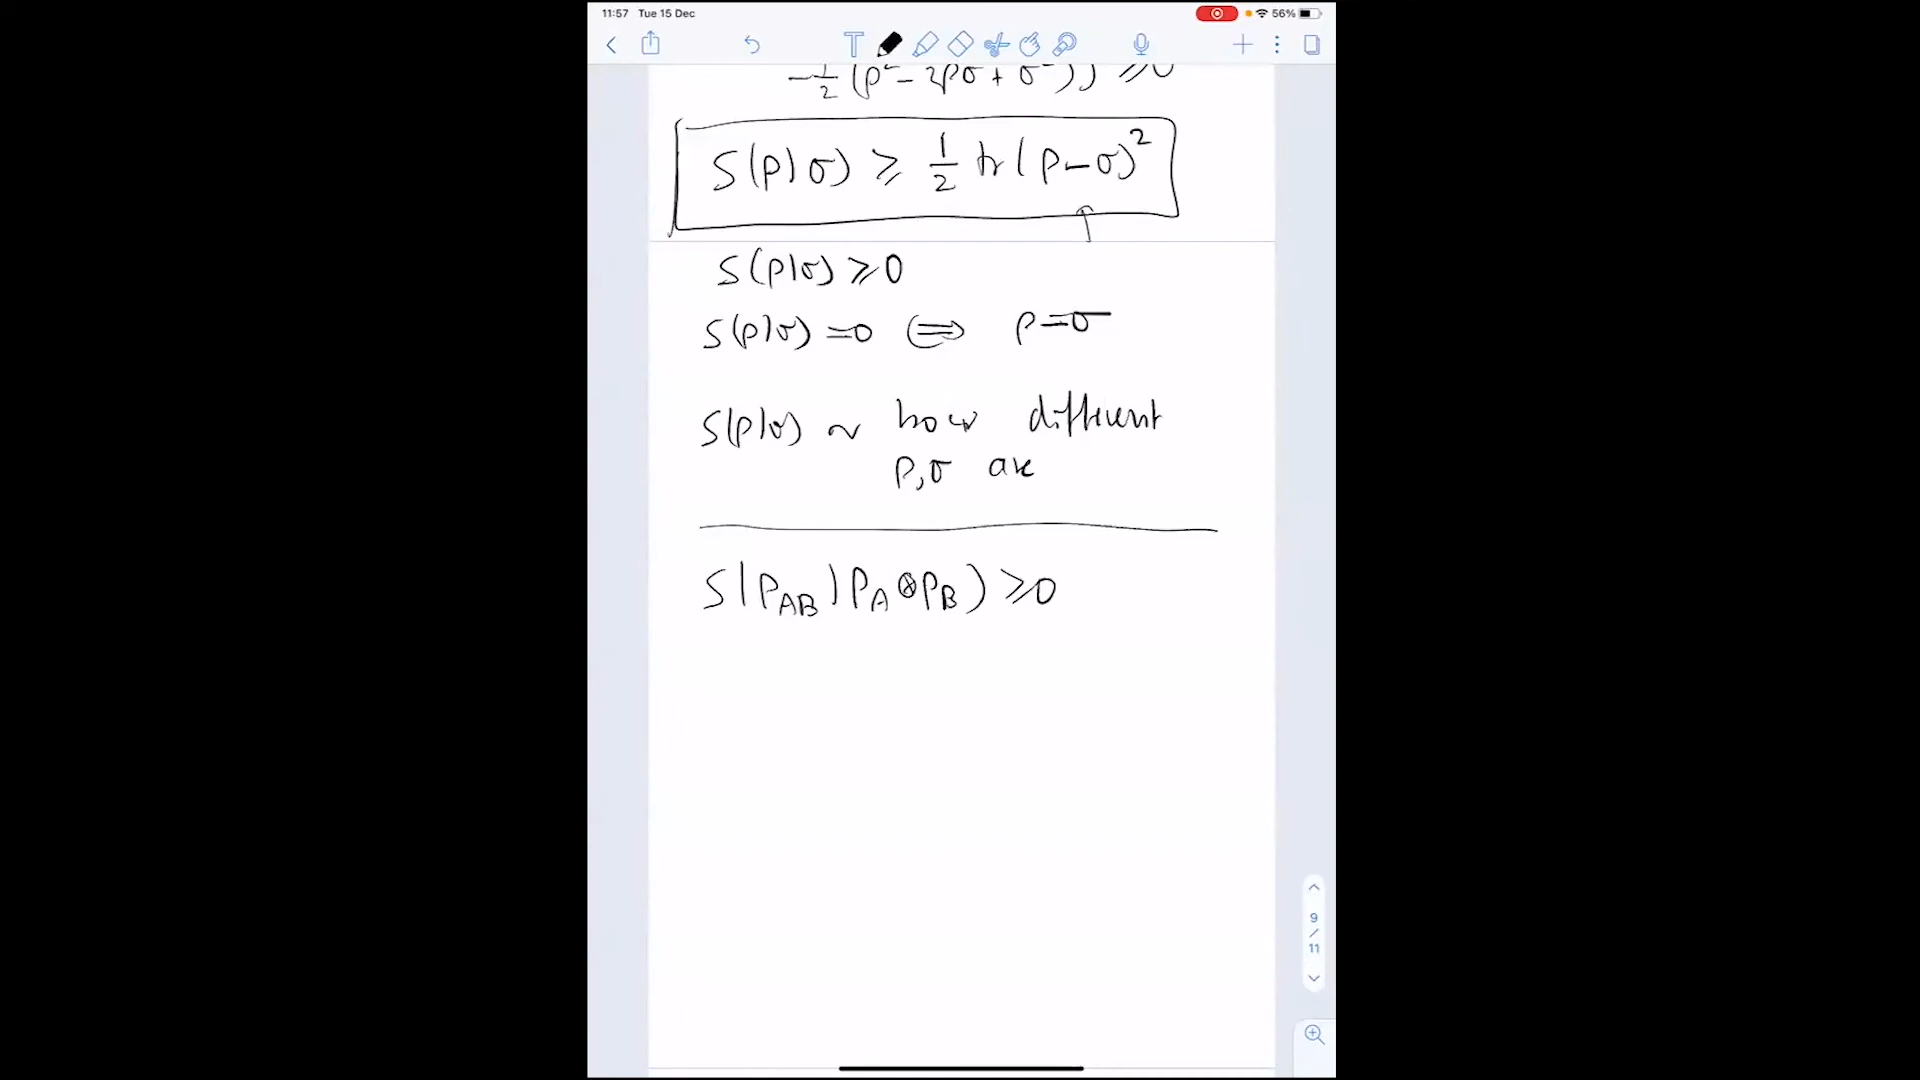 11:57 Tue 15 Dec 56%
T
-1/2 (ρ² - 2ρσ + σ²)) ≥ 0
S(ρ|σ) ≥ 1/2 tr(ρ-σ)²
S(ρ|σ) ≥ 0
S(ρ|σ) = 0 ⟺ ρ = σ
S(ρ|σ) ~ how different
ρ, σ are
S(ρ_AB|ρ_A⊗ρ_B) ≥ 0
9
/
11